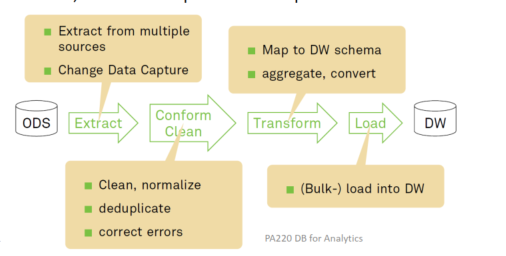 Extract from multiple
sources
Change Data Capture
Map to DW schema
aggregate, convert
ODS
Extract
Conform
Clean
Transform
Load
DW
Clean, normalize
deduplicate
correct errors
(Bulk-) load into DW
PA220 DB for Analytics